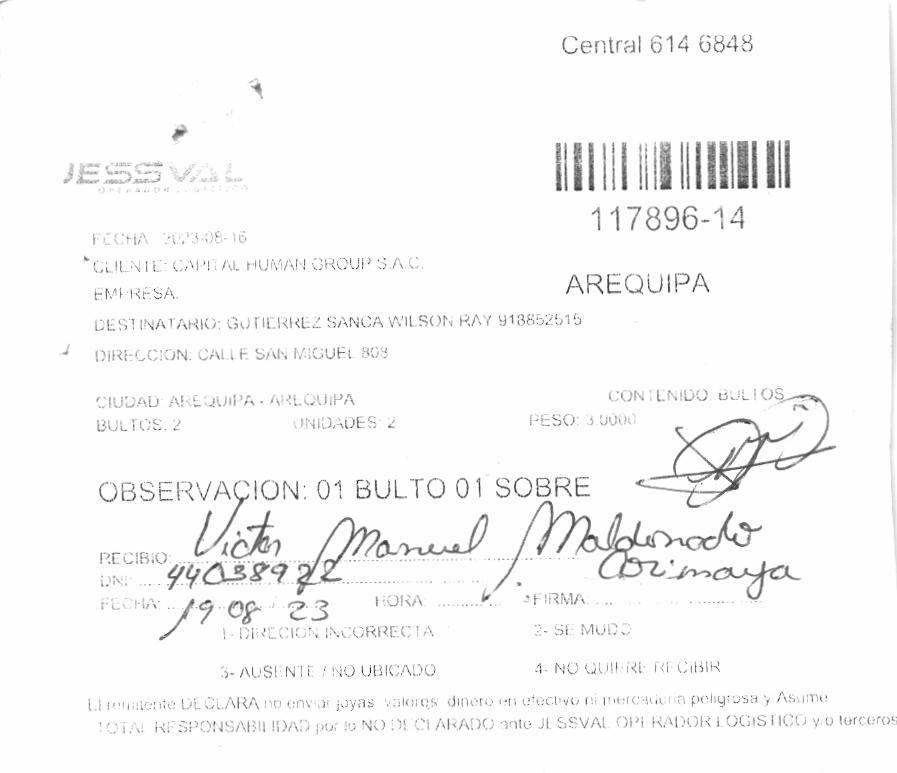 Central 614 6848
JESSVAL
OPERADOR LOGISTICO
117896-14
FECHA: 2023-08-16
CLIENTE: CAPITAL HUMAN GROUP S.A.C.
EMPRESA.
AREQUIPA
DESTINATARIO: GUTIERREZ SANCA WILSON RAY 918852515
DIRECCION: CALLE SAN MIGUEL 808
CIUDAD: AREQUIPA - AREQUIPA CONTENIDO: BULTOS
BULTOS: 2 UNIDADES: 2 PESO: 3.0000
OBSERVACION: 01 BULTO 01 SOBRE
RECIBIO: Victor Manuel Maldonado
DNI: Corimaya
FECHA: 19 08 23 HORA: FIRMA:
1- DIRECION INCORRECTA 2- SE MUDO
3- AUSENTE / NO UBICADO 4- NO QUIERE RECIBIR
El remitente DECLARA no enviar joyas, valores, dinero en efectivo ni mercaderia peligrosa y Asume
TOTAL RESPONSABILIDAD por lo NO DECLARADO ante JESSVAL OPERADOR LOGISTICO y/o terceros